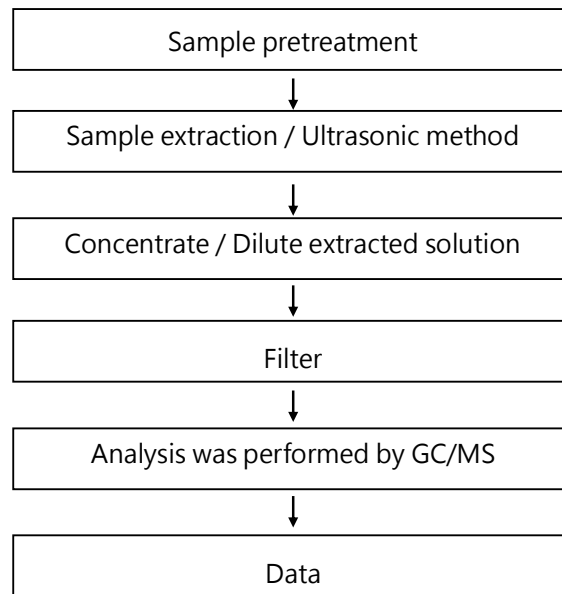 Sample pretreatment
Sample extraction / Ultrasonic method
Concentrate / Dilute extracted solution
Filter
Analysis was performed by GC/MS
Data